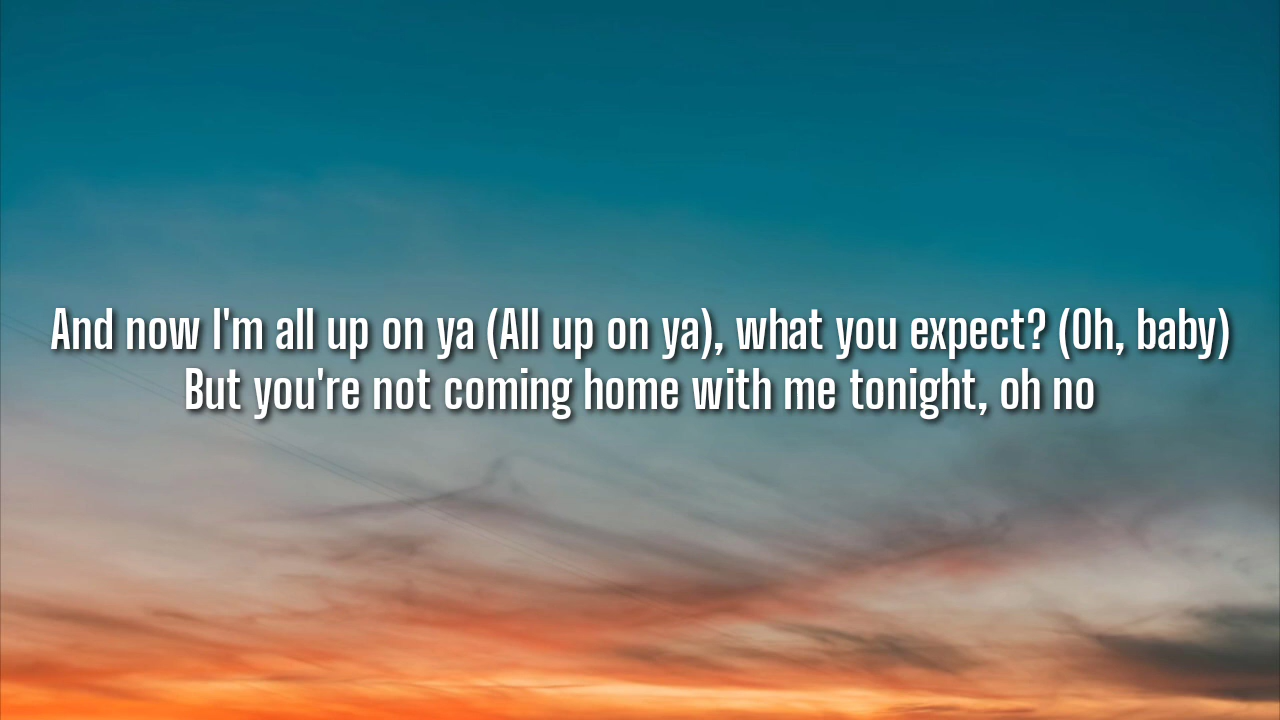 And now I'm all up on ya (All up on ya), what you expect? (Oh, baby)
But you're not coming home with me tonight, oh no